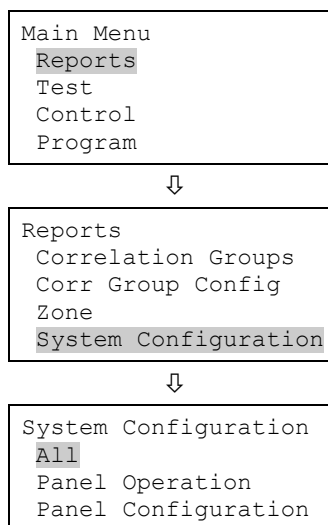 Main Menu
Reports
Test
Control
Program
⇩
Reports
Correlation Groups
Corr Group Config
Zone
System Configuration
⇩
System Configuration
All
Panel Operation
Panel Configuration